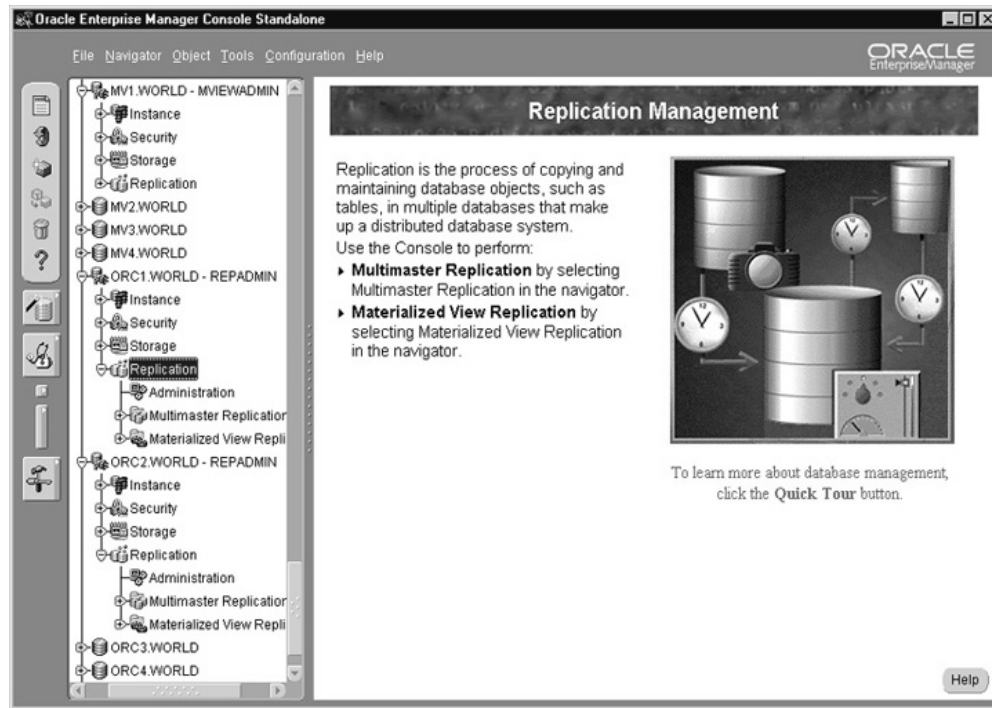 Oracle Enterprise Manager Console Standalone
File Navigator Object Tools Configuration Help
ORACLE
EnterpriseManager
MV1.WORLD - MVIEWADMIN
Instance
Security
Storage
Replication
MV2.WORLD
MV3.WORLD
MV4.WORLD
ORC1.WORLD - REPADMIN
Instance
Security
Storage
Replication
Administration
Multimaster Replication
Materialized View Repli
ORC2.WORLD - REPADMIN
Instance
Security
Storage
Replication
Administration
Multimaster Replication
Materialized View Repli
ORC3.WORLD
ORC4.WORLD
Replication Management
Replication is the process of copying and
maintaining database objects, such as
tables, in multiple databases that make
up a distributed database system.
Use the Console to perform:
Multimaster Replication by selecting
Multimaster Replication in the navigator.
Materialized View Replication by
selecting Materialized View Replication
in the navigator.
To learn more about database management,
click the Quick Tour button.
Help